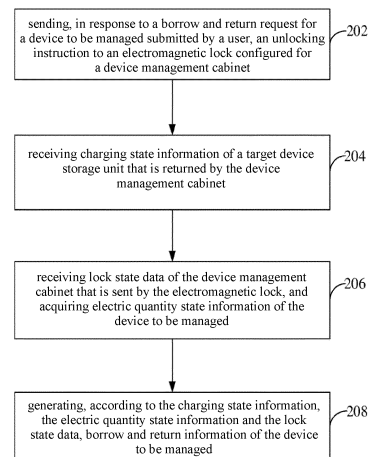 sending, in response to a borrow and return request for
a device to be managed submitted by a user, an unlocking
instruction to an electromagnetic lock configured for
a device management cabinet
202
receiving charging state information of a target device
storage unit that is returned by the device
management cabinet
204
receiving lock state data of the device management
cabinet that is sent by the electromagnetic lock, and
acquiring electric quantity state information of the
device to be managed
206
generating, according to the charging state information,
the electric quantity state information and the lock
state data, borrow and return information of the device
to be managed
208